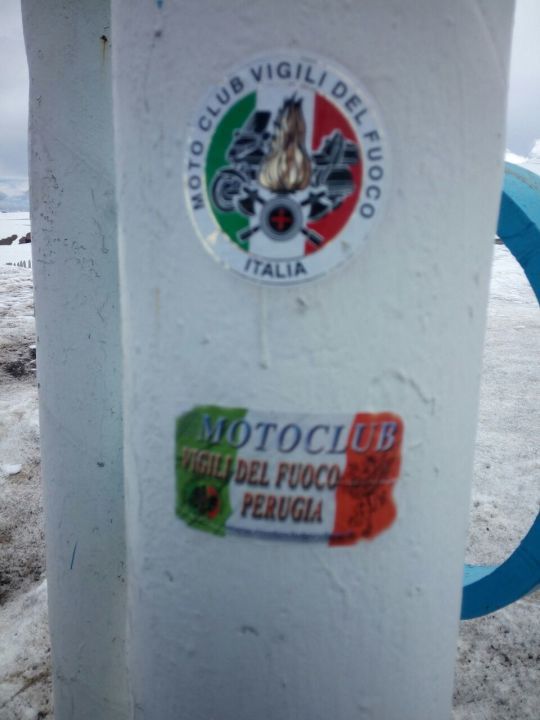 MOTO CLUB VIGILI DEL FUOCO
ITALIA
MOTOCLUB
VIGILI DEL FUOCO
PERUGIA